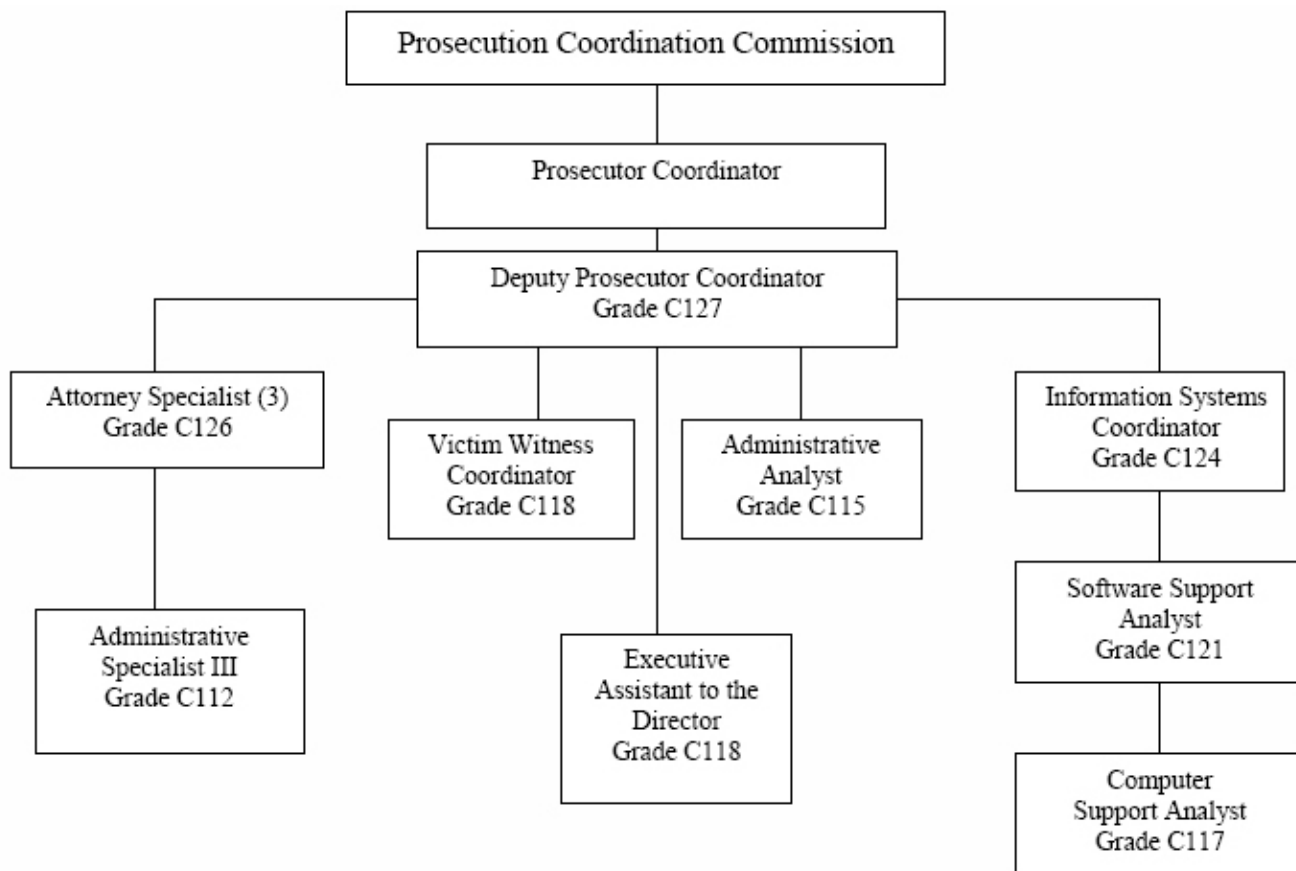 Prosecution Coordination Commission
Prosecutor Coordinator
Deputy Prosecutor Coordinator
Grade C127
Attorney Specialist (3)
Grade C126
Victim Witness
Coordinator
Grade C118
Administrative
Analyst
Grade C115
Information Systems
Coordinator
Grade C124
Administrative
Specialist III
Grade C112
Executive
Assistant to the
Director
Grade C118
Software Support
Analyst
Grade C121
Computer
Support Analyst
Grade C117